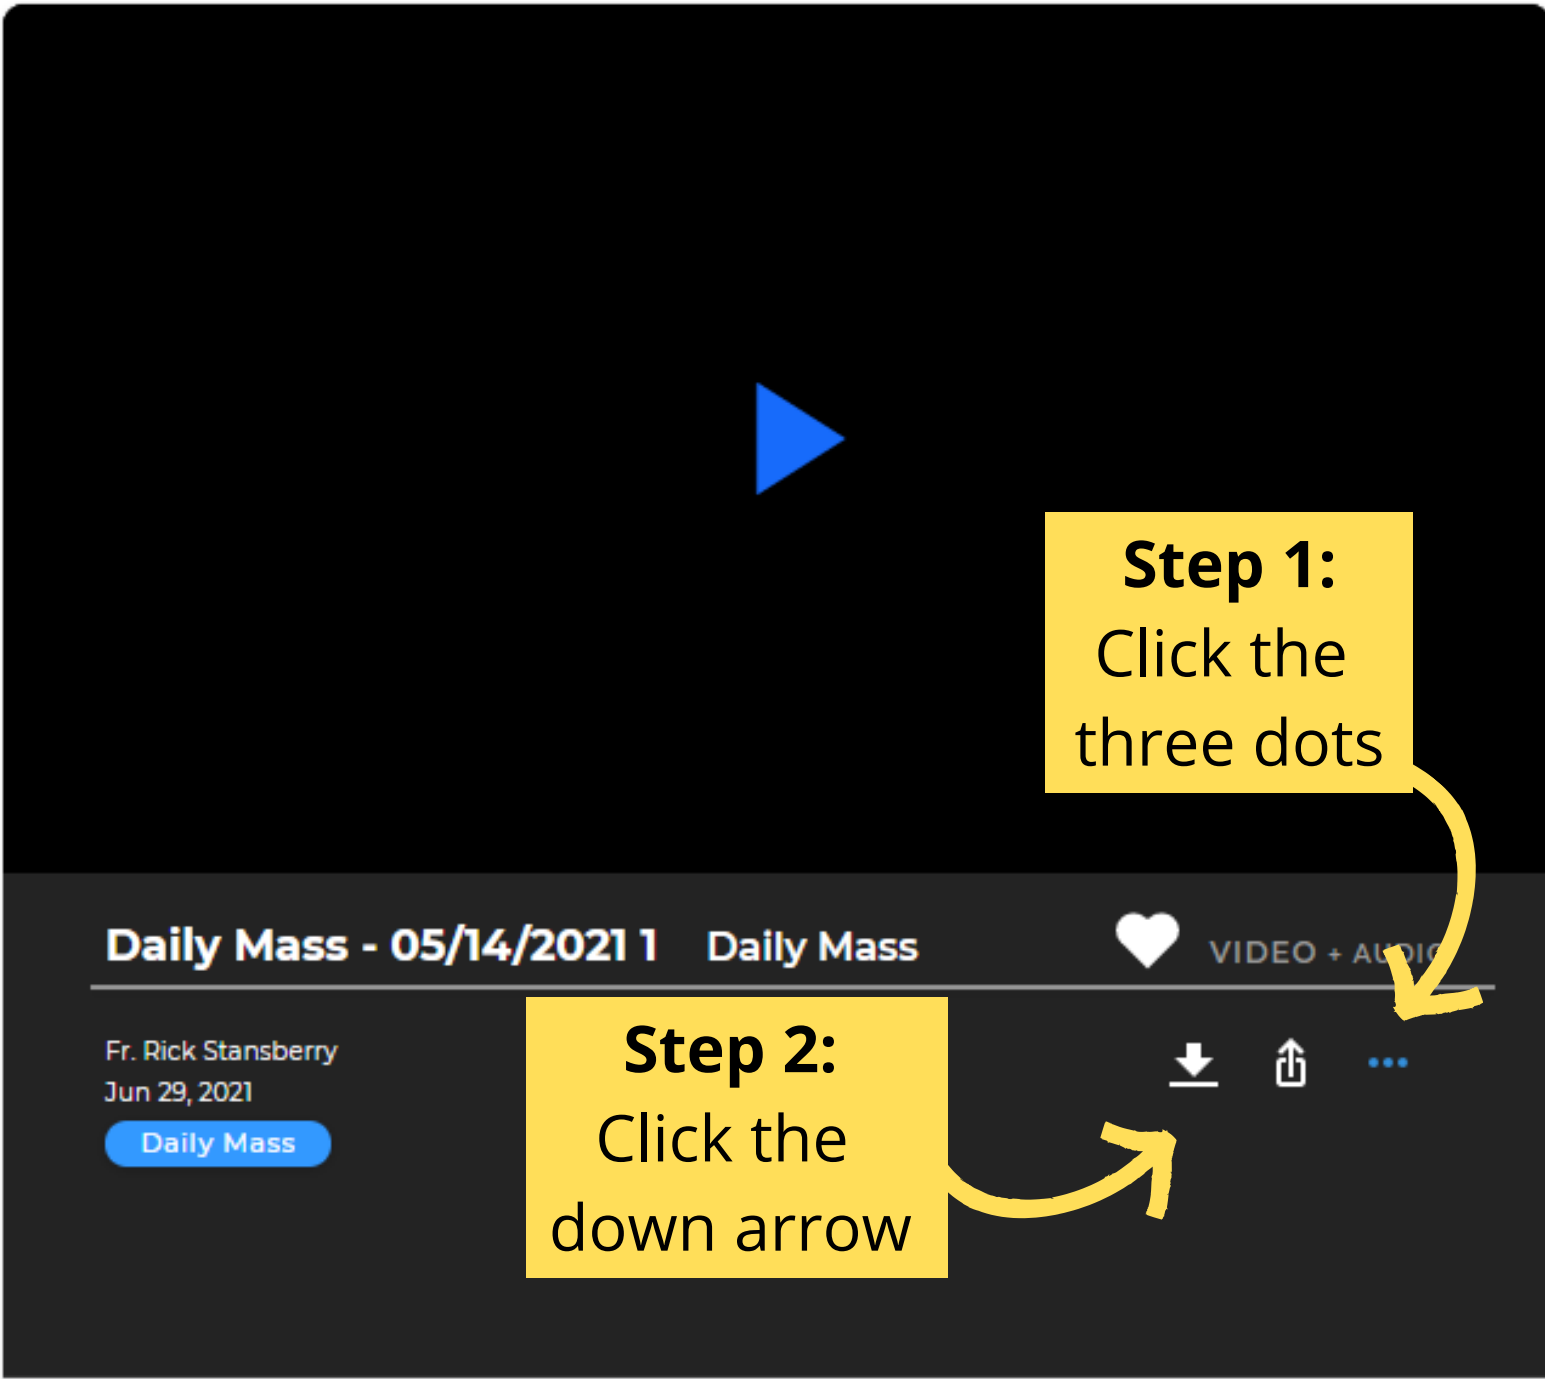 Step 1:
Click the
three dots
Daily Mass - 05/14/2021 1 Daily Mass VIDEO + AUDIO
Step 2:
Click the
down arrow
Fr. Rick Stansberry
Jun 29, 2021
Daily Mass